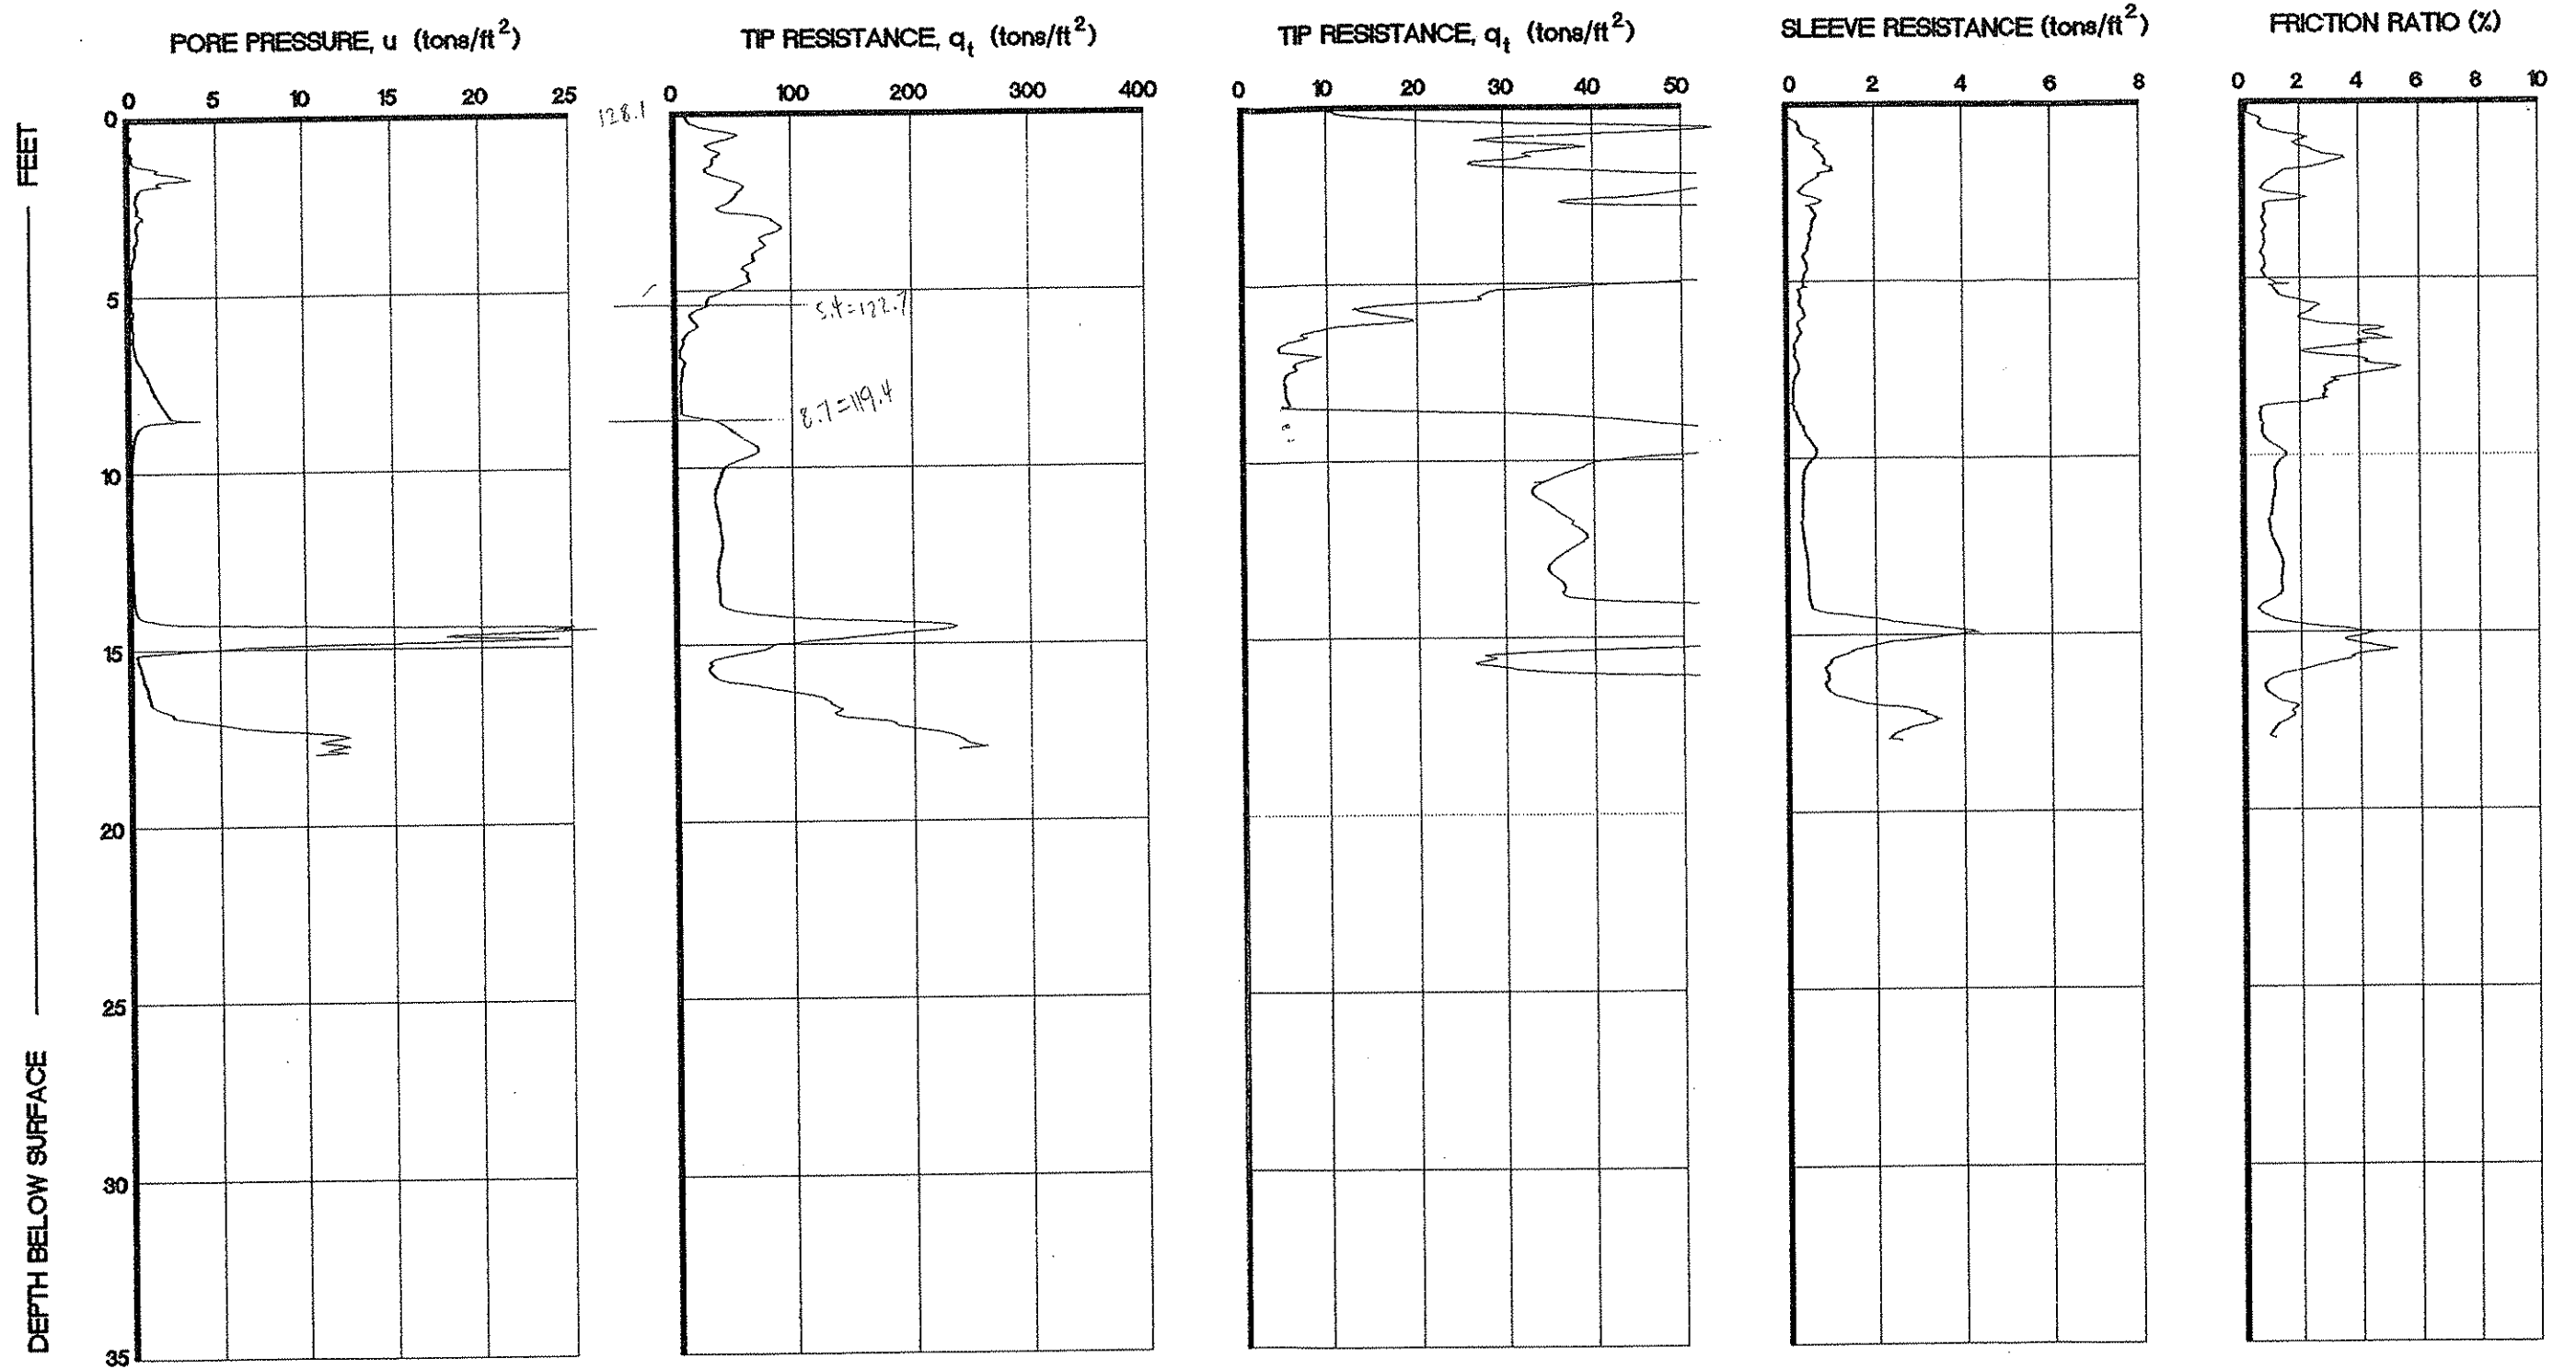 PORE PRESSURE, u (tons/ft²)
TIP RESISTANCE, qt (tons/ft²)
TIP RESISTANCE, qt (tons/ft²)
SLEEVE RESISTANCE (tons/ft²)
FRICTION RATIO (%)
0 5 10 15 20 25
0 100 200 300 400
0 10 20 30 40 50
0 2 4 6 8
0 2 4 6 8 10
128.1
0
5
10
15
20
25
30
35
5.4=122.7
8.7=119.4
DEPTH BELOW SURFACE
FEET